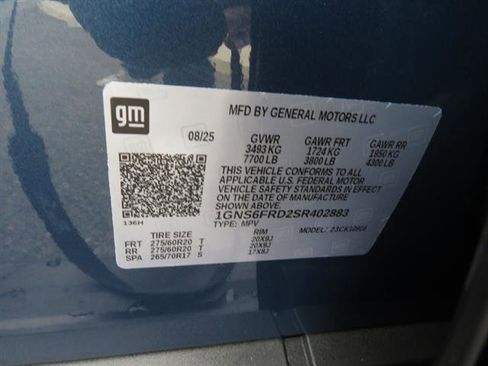 gm
MFD BY GENERAL MOTORS LLC
08/25 GVWR GAWR FRT GAWR RR
3493 KG 1724 KG 1950 KG
7700 LB 3800 LB 4300 LB
THIS VEHICLE CONFORMS TO ALL
APPLICABLE U.S. FEDERAL MOTOR
VEHICLE SAFETY STANDARDS IN EFFECT
ON THE DATE OF MANUFACTURE
SHOWN ABOVE.
1GNS6FRD2SR402883
136H
TYPE: MPV MODEL:
TIRE SIZE RIM
FRT 275/60R20 T 20X9J
RR 275/60R20 T 20X9J
SPA 265/70R17 S 17X8J